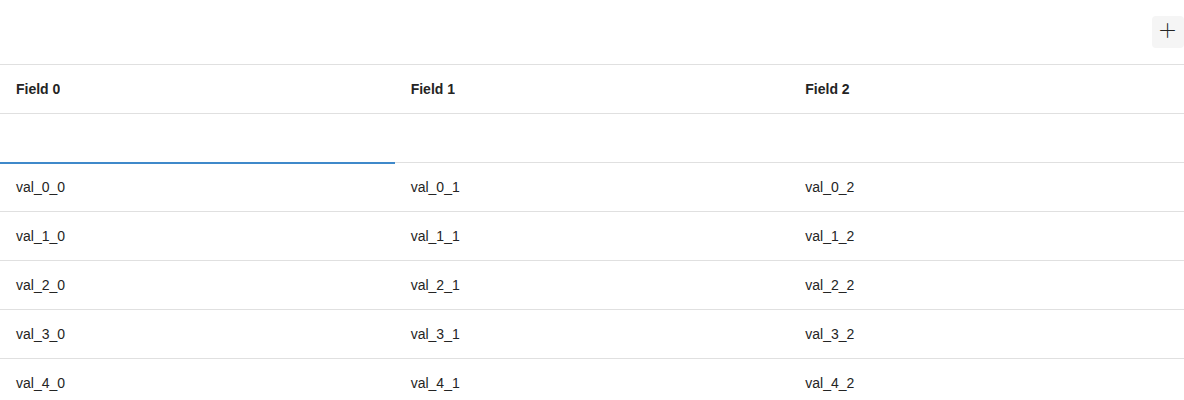 Field 0 Field 1 Field 2
val_0_0 val_0_1 val_0_2
val_1_0 val_1_1 val_1_2
val_2_0 val_2_1 val_2_2
val_3_0 val_3_1 val_3_2
val_4_0 val_4_1 val_4_2